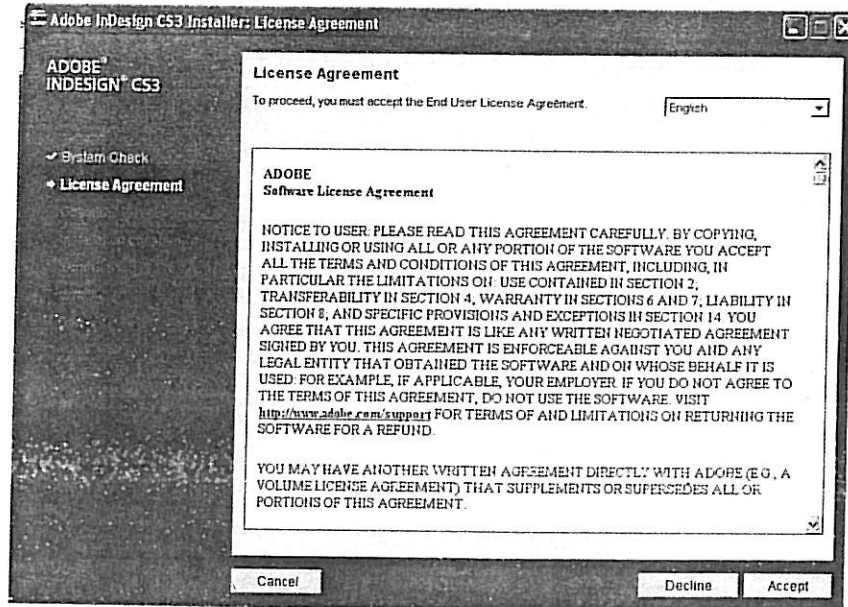 Adobe InDesign CS3 Installer: License Agreement
ADOBE®
INDESIGN® CS3
System Check
License Agreement
License Agreement
To proceed, you must accept the End User License Agreement.
English
ADOBE
Software License Agreement
NOTICE TO USER: PLEASE READ THIS AGREEMENT CAREFULLY. BY COPYING,
INSTALLING OR USING ALL OR ANY PORTION OF THE SOFTWARE YOU ACCEPT
ALL THE TERMS AND CONDITIONS OF THIS AGREEMENT, INCLUDING, IN
PARTICULAR THE LIMITATIONS ON: USE CONTAINED IN SECTION 2;
TRANSFERABILITY IN SECTION 4; WARRANTY IN SECTIONS 6 AND 7; LIABILITY IN
SECTION 8; AND SPECIFIC PROVISIONS AND EXCEPTIONS IN SECTION 14. YOU
AGREE THAT THIS AGREEMENT IS LIKE ANY WRITTEN NEGOTIATED AGREEMENT
SIGNED BY YOU. THIS AGREEMENT IS ENFORCEABLE AGAINST YOU AND ANY
LEGAL ENTITY THAT OBTAINED THE SOFTWARE AND ON WHOSE BEHALF IT IS
USED: FOR EXAMPLE, IF APPLICABLE, YOUR EMPLOYER. IF YOU DO NOT AGREE TO
THE TERMS OF THIS AGREEMENT, DO NOT USE THE SOFTWARE. VISIT
http://www.adobe.com/support FOR TERMS OF AND LIMITATIONS ON RETURNING THE
SOFTWARE FOR A REFUND.
YOU MAY HAVE ANOTHER WRITTEN AGREEMENT DIRECTLY WITH ADOBE (E.G., A
VOLUME LICENSE AGREEMENT) THAT SUPPLEMENTS OR SUPERSEDES ALL OR
PORTIONS OF THIS AGREEMENT.
Cancel
Decline
Accept